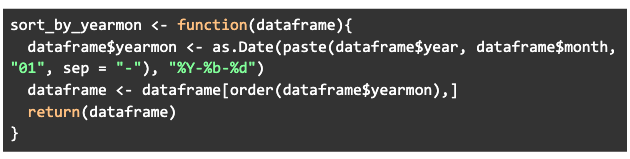 sort_by_yearmon <- function(dataframe){
  dataframe$yearmon <- as.Date(paste(dataframe$year, dataframe$month,
"01", sep = "-"), "%Y-%b-%d")
  dataframe <- dataframe[order(dataframe$yearmon),]
  return(dataframe)
}